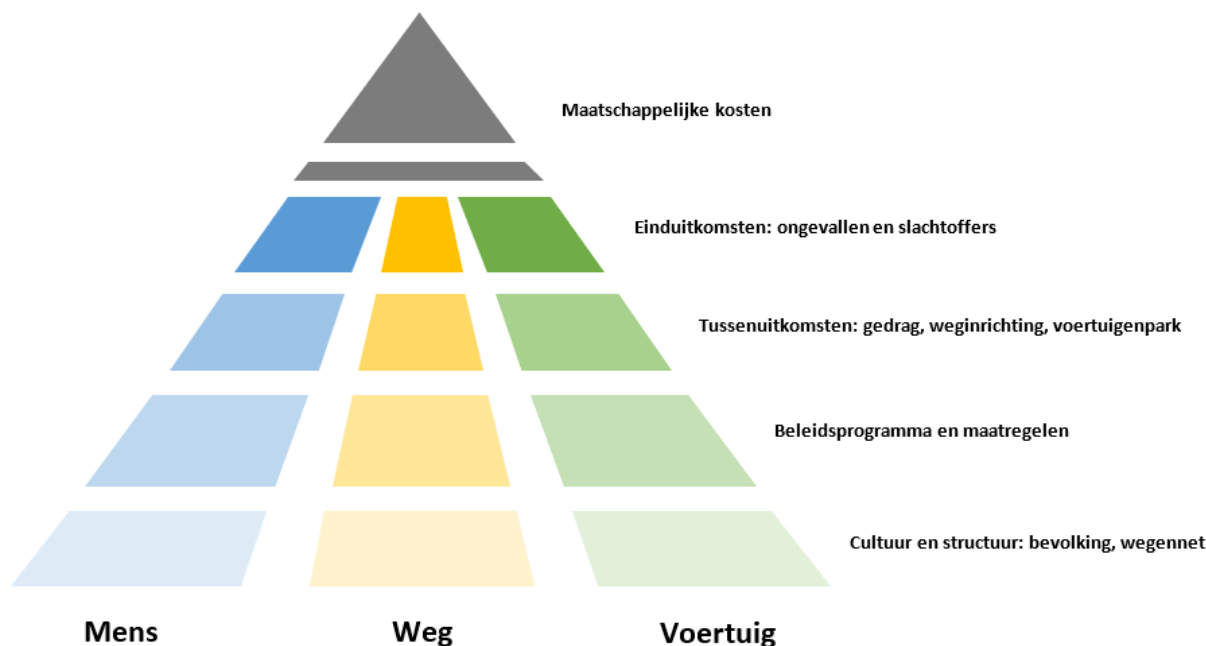 Maatschappelijke kosten
Einduitkomsten: ongevallen en slachtoffers
Tussenuitkomsten: gedrag, weginrichting, voertuigenpark
Beleidsprogramma en maatregelen
Cultuur en structuur: bevolking, wegennet
Mens Weg Voertuig